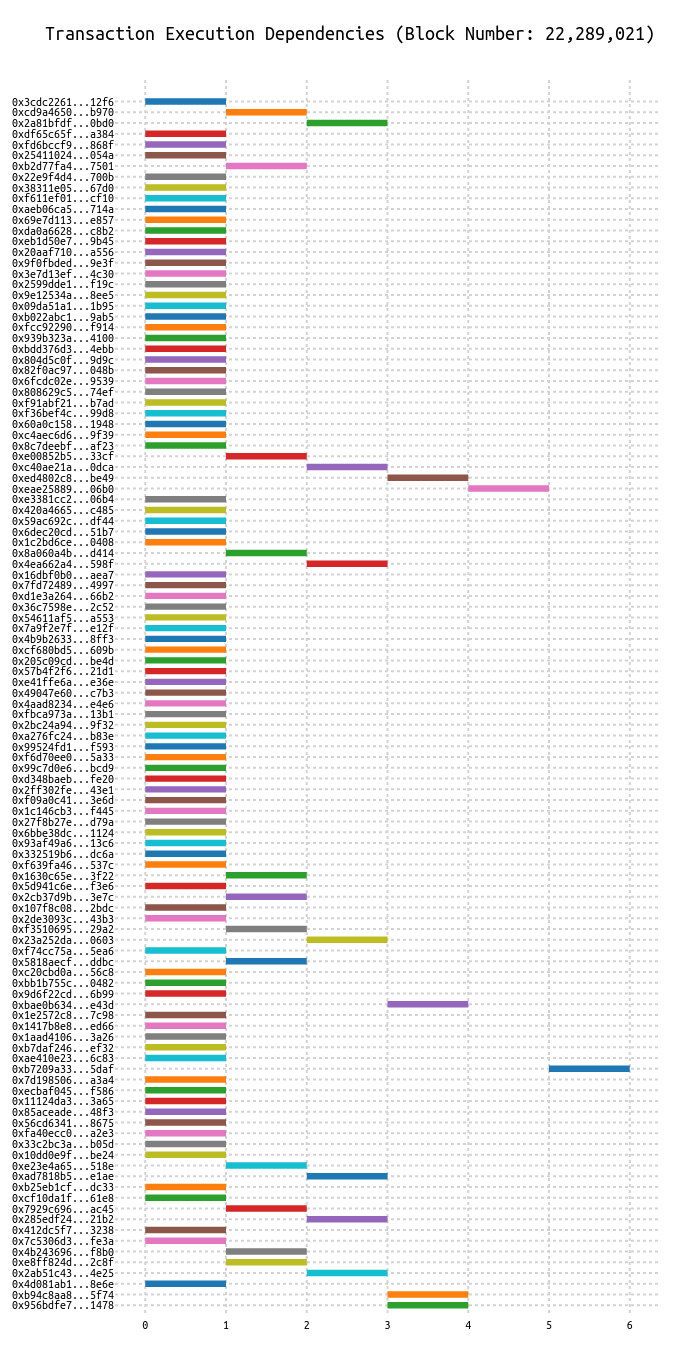 Transaction Execution Dependencies (Block Number: 22,289,021)
0x3cdc2261...12f6
0xcd9a4650...b970
0x2a81bfdf...0bd0
0xdf65c65f...a384
0xfd6bccf9...868f
0x25411024...054a
0xb2d77fa4...7501
0x22e9f4d4...700b
0x38311e05...67d0
0xf611ef01...cf10
0xaeb06ca5...714a
0x69e7d113...e857
0xda0a6628...c8b2
0xeb1d50e7...9b45
0x20aaf710...a556
0x9f0fbded...9e3f
0x3e7d13ef...4c30
0x2599dde1...f19c
0x9e12534a...8ee5
0x09da51a1...1b95
0xb022abc1...9ab5
0xfcc92290...f914
0x939b323a...4100
0xbdd376d3...4ebb
0x804d5c0f...9d9c
0x82f0ac97...048b
0x6fcdc02e...9539
0x808629c5...74ef
0xf91abf21...b7ad
0xf36bef4c...99d8
0x60a0c158...1948
0xc4aec6d6...9f39
0x8c7deebf...af23
0xe00852b5...33cf
0xc40ae21a...0dca
0xed4802c8...be49
0xeae25889...06b0
0xe3381cc2...06b4
0x420a4665...c485
0x59ac692c...df44
0x6dec20cd...51b7
0x1c2bd6ce...0408
0x8a060a4b...d414
0x4ea662a4...598f
0x16dbf0b0...aea7
0x7fd72489...4997
0xd1e3a264...66b2
0x36c7598e...2c52
0x54611af5...a553
0x7a9f2e7f...e12f
0x4b9b2633...8ff3
0xcf680bd5...609b
0x205c09cd...be4d
0x57b4f2f6...21d1
0xe41ffe6a...e36e
0x49047e60...c7b3
0x4aad8234...e4e6
0xfbca973a...13b1
0x2bc24a94...9f32
0xa276fc24...b83e
0x99524fd1...f593
0xf6d70ee0...5a33
0x99c7d0e6...bcd9
0xd348baeb...fe20
0x2ff302fe...43e1
0xf09a0c41...3e6d
0x1c146cb3...f445
0x27f8b27e...d79a
0x6bbe38dc...1124
0x93af49a6...13c6
0x332519b6...dc6a
0xf639fa46...537c
0x1630c65e...3f22
0x5d941c6e...f3e6
0x2cb37d9b...3e7c
0x107f8c08...2bdc
0x2de3093c...43b3
0xf3510695...29a2
0x23a252da...0603
0xf74cc75a...5ea6
0x5818aecf...ddbc
0xc20cbd0a...56c8
0xbb1b755c...0482
0x9d6f22cd...6b99
0xbae0b634...e43d
0x1e2572c8...7c98
0x1417b8e8...ed66
0x1aad4106...3a26
0xb7daf246...ef32
0xae410e23...6c83
0xb7209a33...5daf
0x7d198506...a3a4
0xecbaf045...f586
0x11124da3...3a65
0x85aceade...48f3
0x56cd6341...8675
0xfa40ecc0...a2e3
0x33c2bc3a...b05d
0x10dd0e9f...be24
0xe23e4a65...518e
0xad7818b5...e1ae
0xb25eb1cf...dc33
0xcf10da1f...61e8
0x7929c696...ac45
0x285edf24...21b2
0x412dc5f7...3238
0x7c5306d3...fe3a
0x4b243696...f8b0
0xe8ff824d...2c8f
0x2ab51c43...4e25
0x4d081ab1...8e6e
0xb94c8aa8...5f74
0x956bdfe7...1478
0 1 2 3 4 5 6